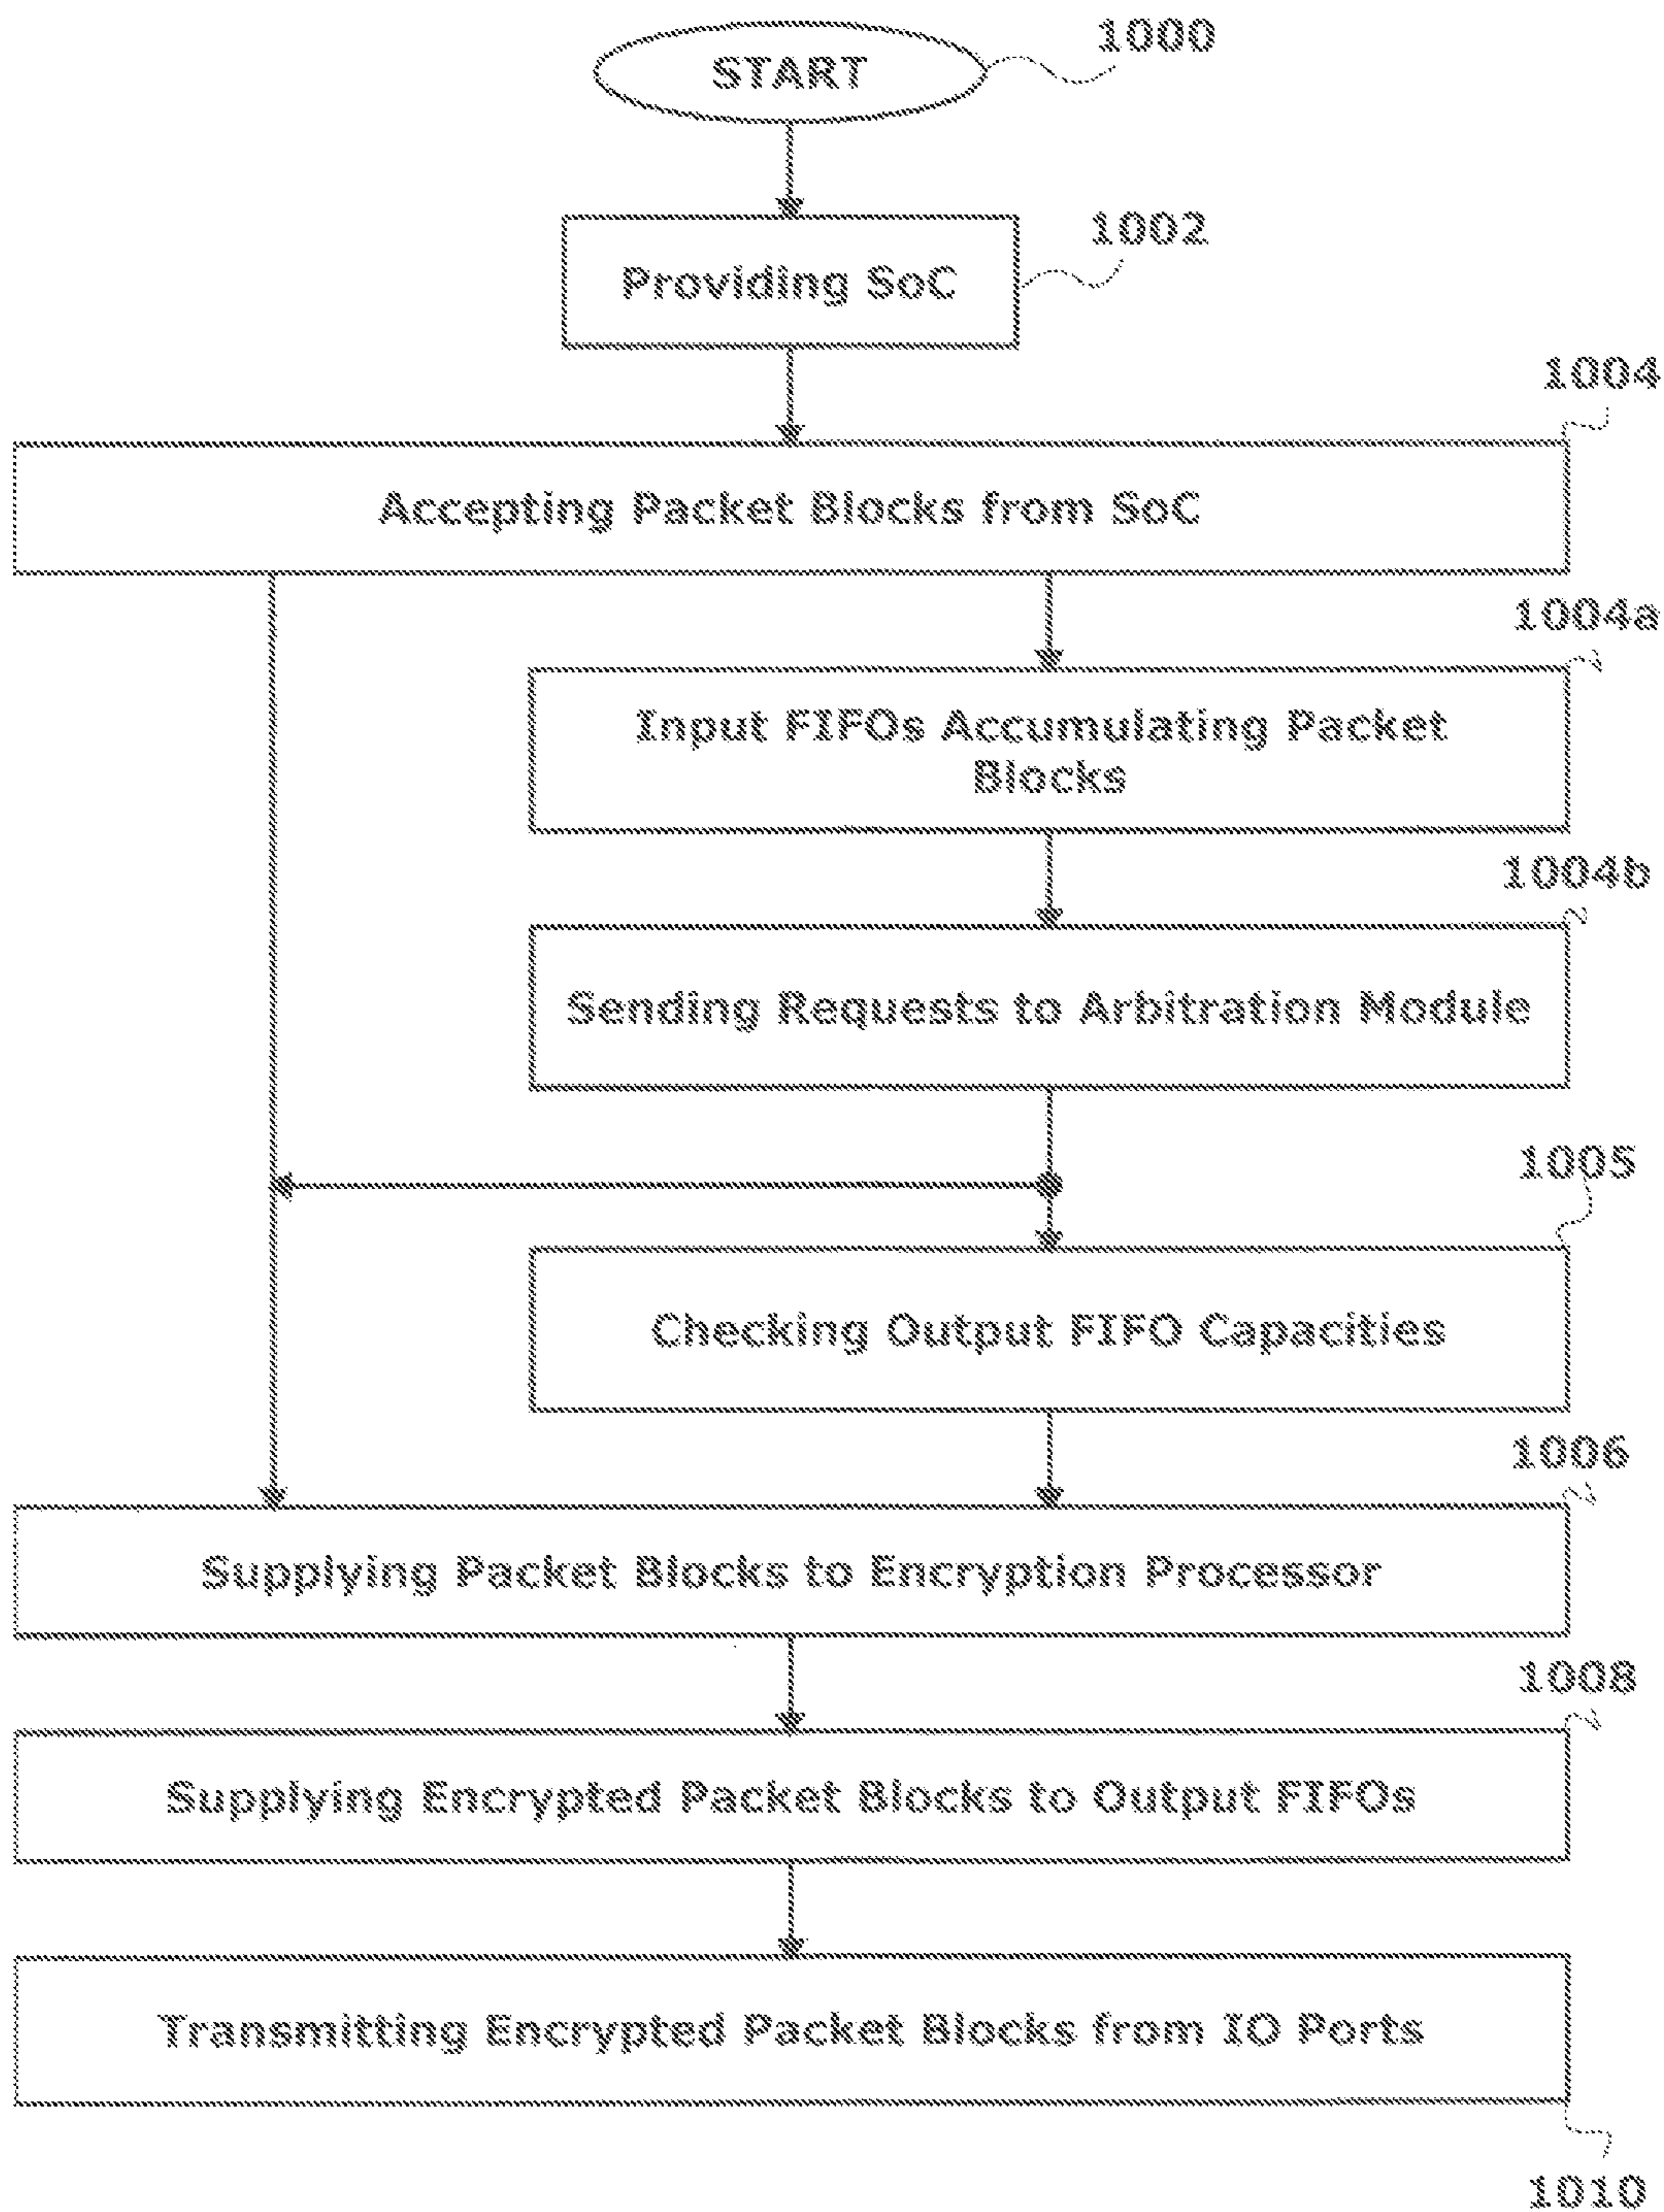 START
1000
Providing SoC
1002
1004
Accepting Packet Blocks from SoC
1004a
Input FIFOs Accumulating Packet
Blocks
1004b
Sending Requests to Arbitration Module
1005
Checking Output FIFO Capacities
1006
Supplying Packet Blocks to Encryption Processor
1008
Supplying Encrypted Packet Blocks to Output FIFOs
Transmitting Encrypted Packet Blocks from IO Ports
1010